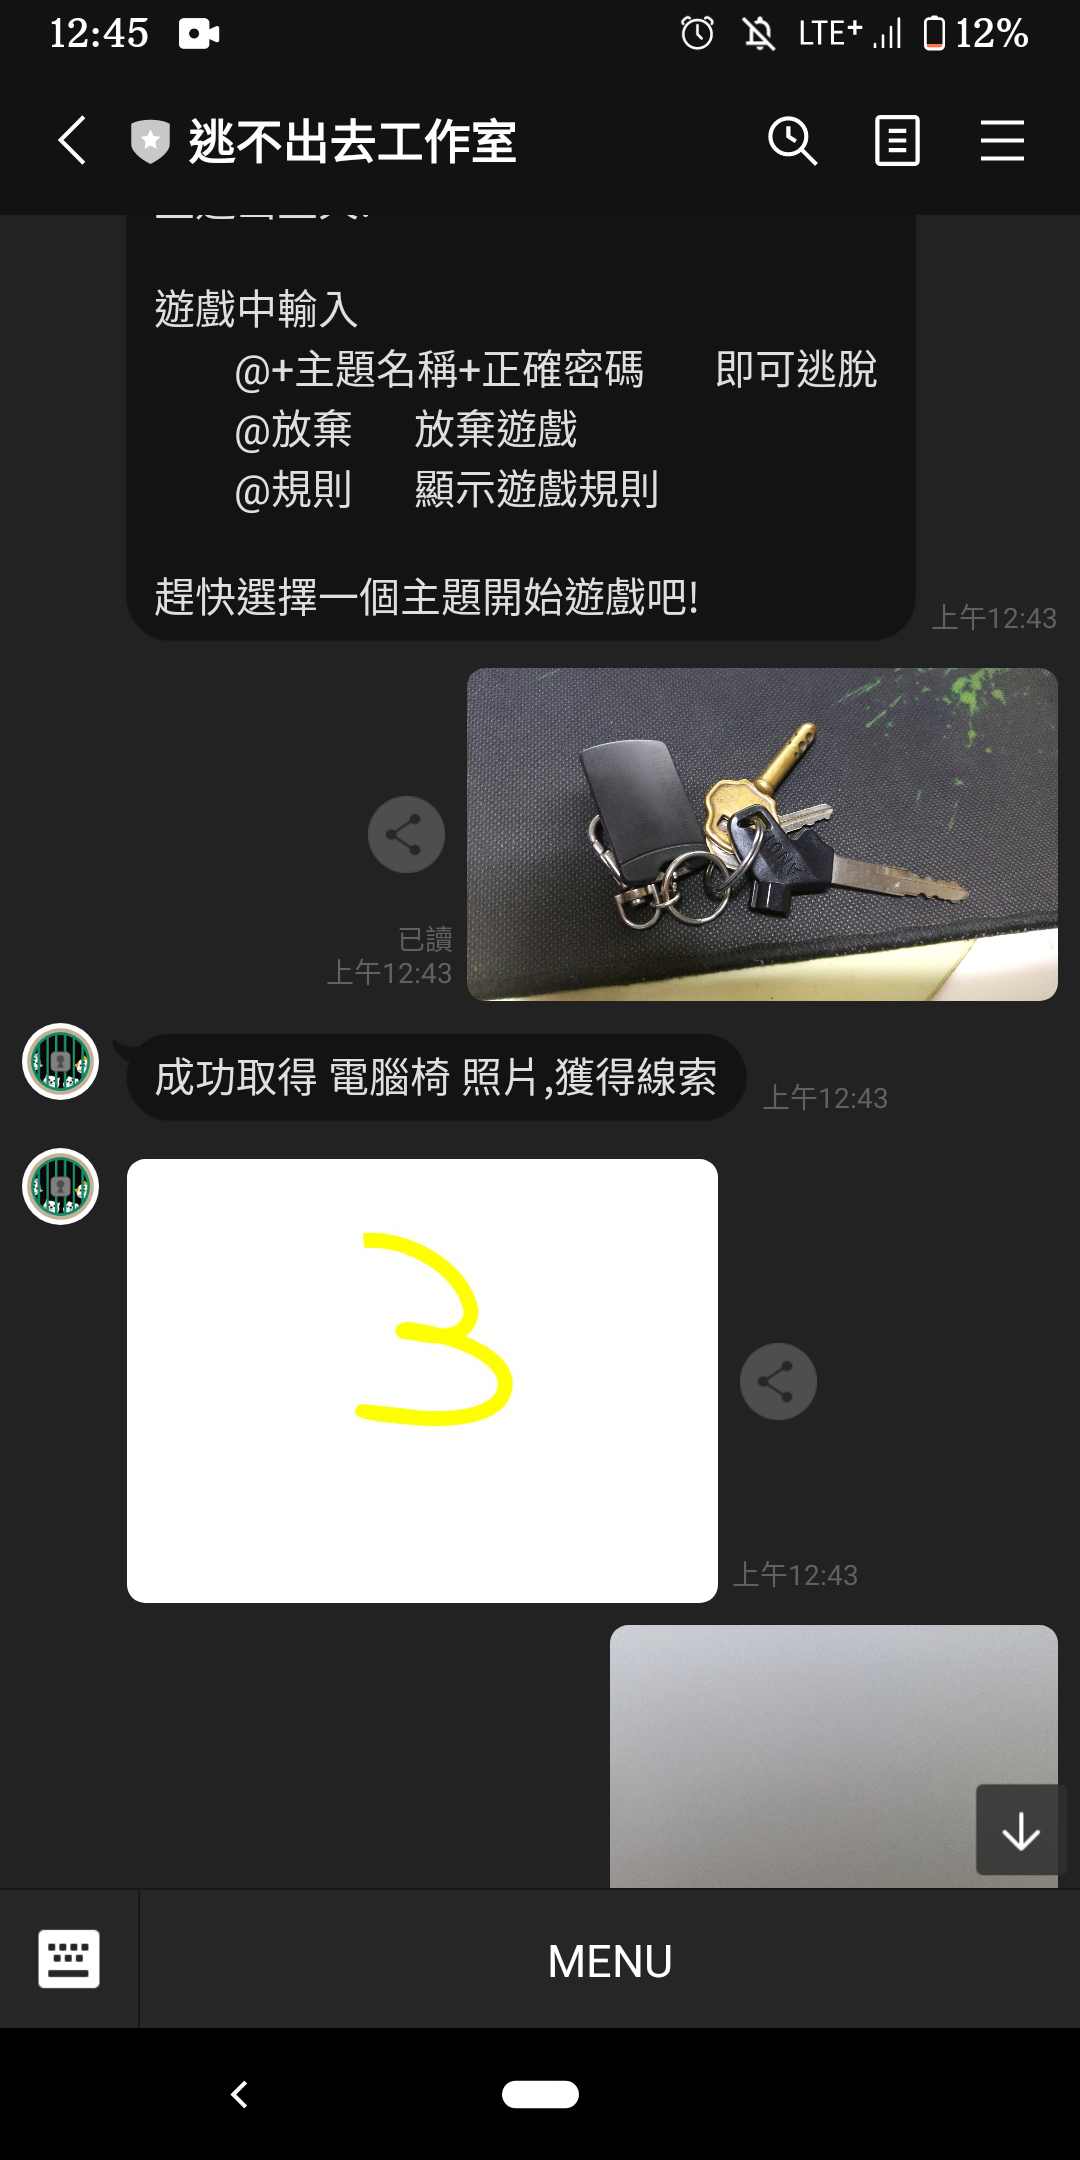 12:45 LTE+ 12%
逃不出去工作室
遊戲中輸入
@+主題名稱+正確密碼 即可逃脫
@放棄 放棄遊戲
@規則 顯示遊戲規則
趕快選擇一個主題開始遊戲吧!
上午12:43
已讀
上午12:43
成功取得 電腦椅 照片,獲得線索
上午12:43
3
上午12:43
MENU